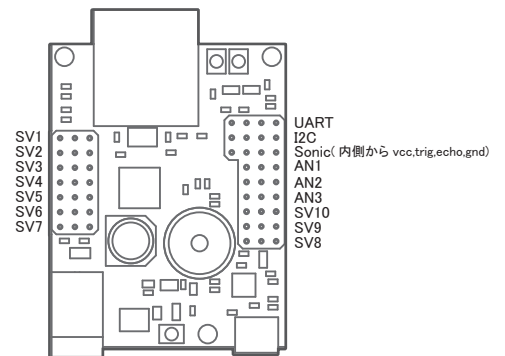 SV1
SV2
SV3
SV4
SV5
SV6
SV7
UART
I2C
Sonic( 内側から vcc,trig,echo,gnd)
AN1
AN2
AN3
SV10
SV9
SV8